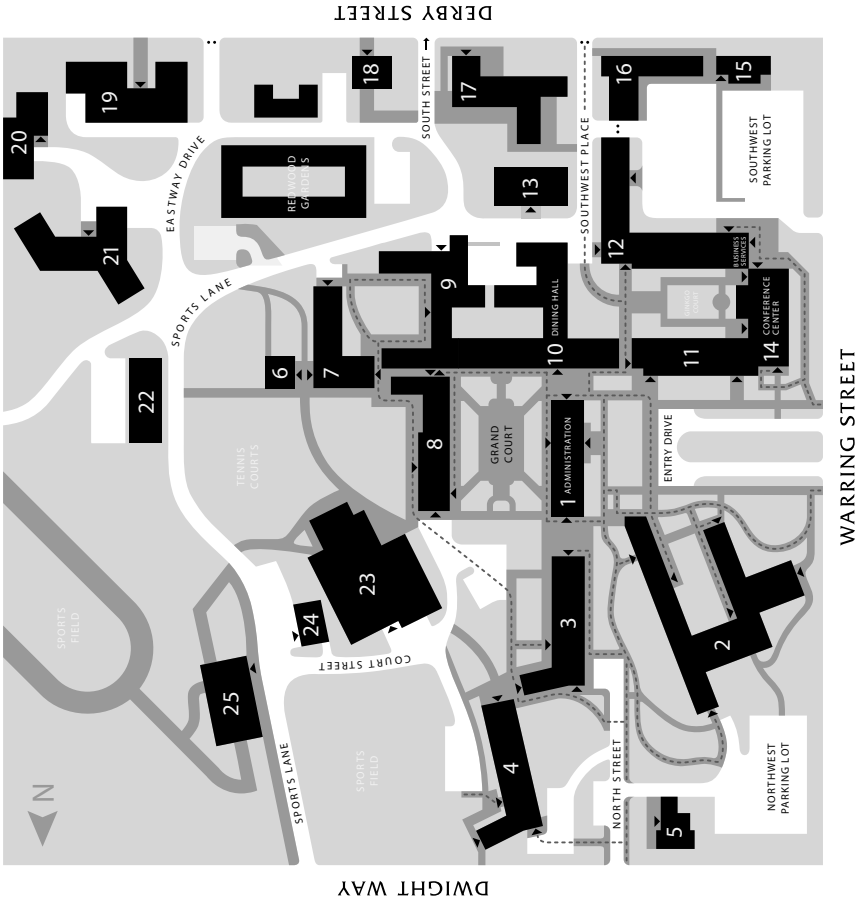 DERBY STREET
18
15
16
19
17
20
SOUTH STREET
EASTWAY DRIVE
REDWOOD
GARDENS
13
SOUTHWEST PLACE
SOUTHWEST
PARKING LOT
21
12
BUSINESS
SERVICES
9
SPORTS LANE
DINING HALL
CONFERENCE
CENTER
14
10
11
6
7
22
8
GRAND
COURT
1 ADMINISTRATION
ENTRY DRIVE
WARRING STREET
TENNIS
COURTS
23
24
3
2
SPORTS
FIELD
COURT STREET
25
4
SPORTS
FIELD
SPORTS LANE
NORTH STREET
NORTHWEST
PARKING LOT
5
N
DWIGHT WAY